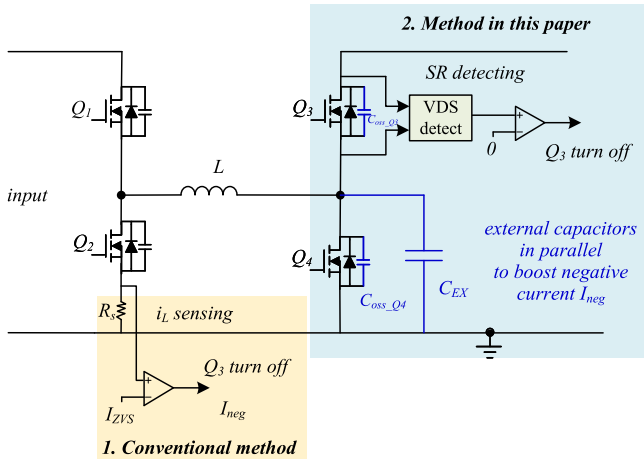 2. Method in this paper
SR detecting
Q1
Q3
Coss_Q3
VDS
detect
+
−
0
Q3 turn off
L
input
Q2
Q4
Coss_Q4
CEX
external capacitors
in parallel
to boost negative
current Ineg
Rs
iL sensing
Q3 turn off
+
−
IZVS
Ineg
1. Conventional method